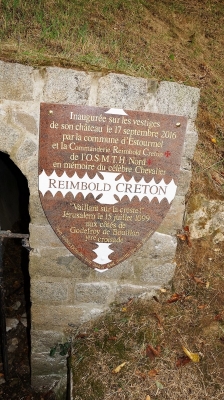 Inaugurée sur les vestiges
de son château le 17 septembre 2016
par la commune d'Estourmel
et la Commanderie Reimbold Creton
de l'O.S.M.T.H Nord
en mémoire du célèbre Chevalier
REIMBOLD CRETON
"Vaillant sur la crête"
Jérusalem le 15 juillet 1099
aux côtés de
Godefroy de Bouillon
1ère croisade